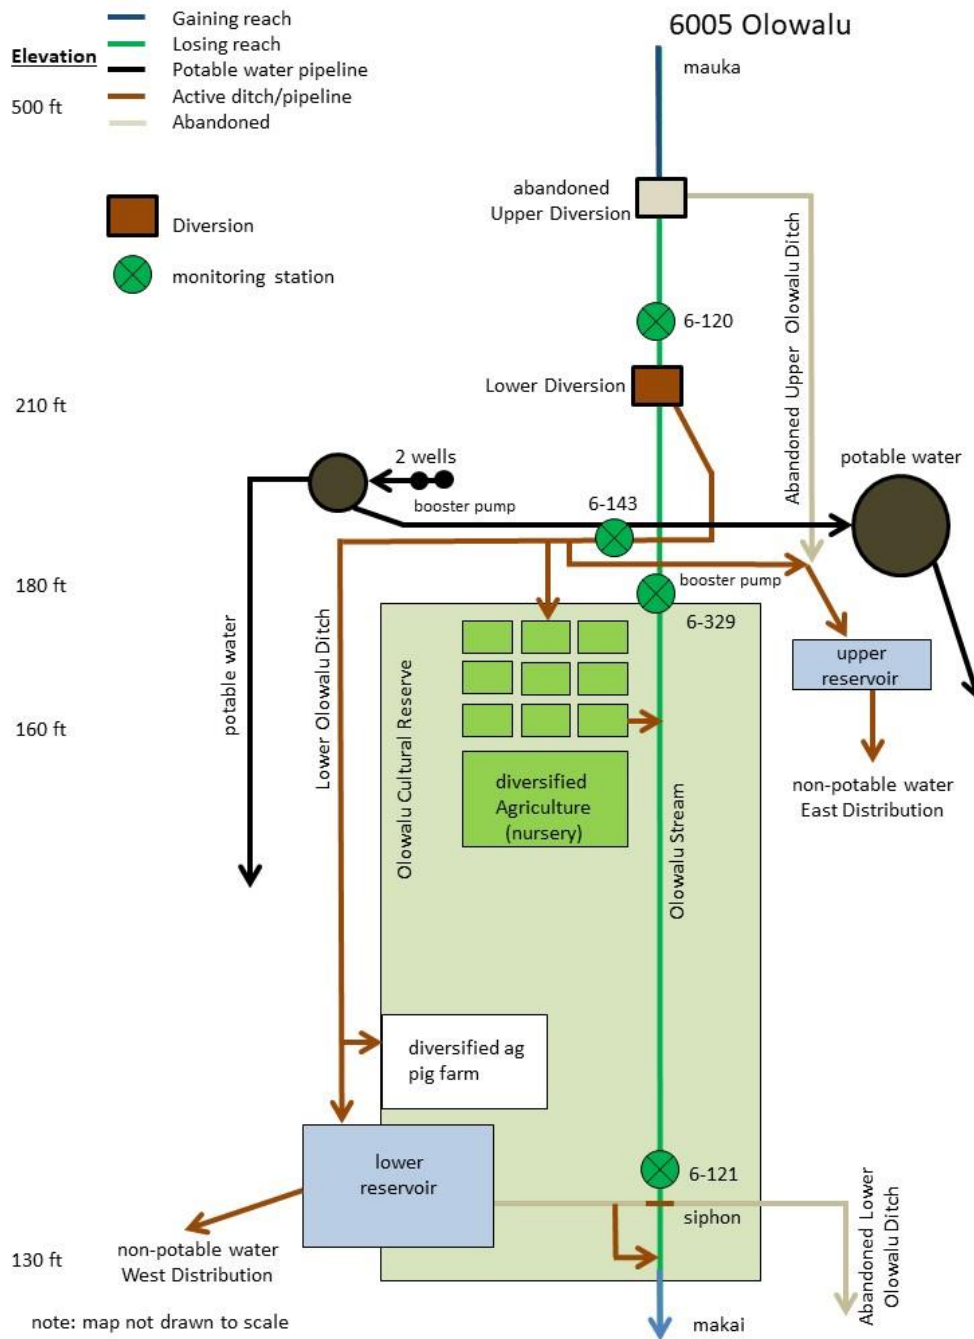 6005 Olowalu
Gaining reach
Losing reach
Elevation
Potable water pipeline
500 ft
Active ditch/pipeline
Abandoned
mauka
Diversion
monitoring station
abandoned
Upper Diversion
6-120
Abandoned Upper Olowalu Ditch
Lower Diversion
210 ft
2 wells
potable water
booster pump
6-143
180 ft
booster pump
6-329
upper
reservoir
potable water
Lower Olowalu Ditch
Olowalu Cultural Reserve
160 ft
diversified
Agriculture
(nursery)
Olowalu Stream
non-potable water
East Distribution
diversified ag
pig farm
lower
reservoir
6-121
siphon
Abandoned Lower
Olowalu Ditch
non-potable water
West Distribution
130 ft
note: map not drawn to scale
makai